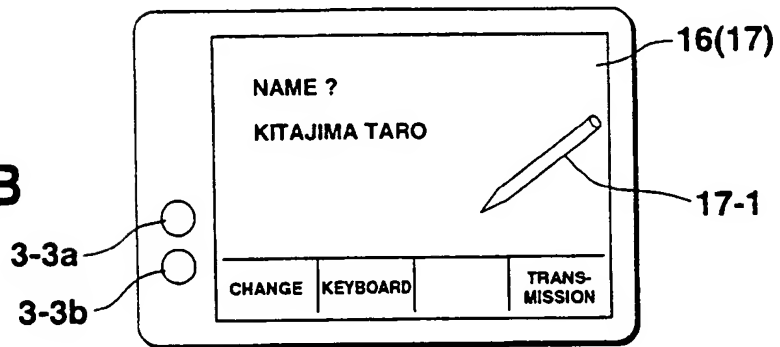 16(17)
NAME ?
KITAJIMA TARO
B
17-1
3-3a
3-3b
CHANGE KEYBOARD TRANS-
MISSION